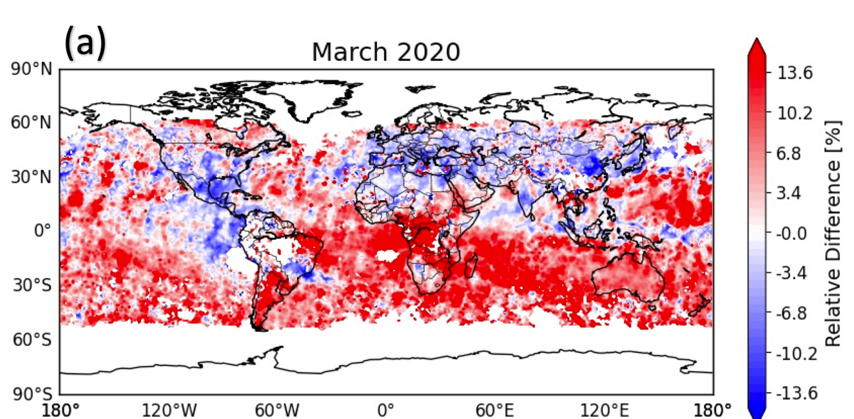 (a)
March 2020
90°N
60°N
30°N
0°
30°S
60°S
90°S
180° 120°W 60°W 0° 60°E 120°E 180°
13.6
10.2
6.8
3.4
-0.0
-3.4
-6.8
-10.2
-13.6
Relative Difference [%]